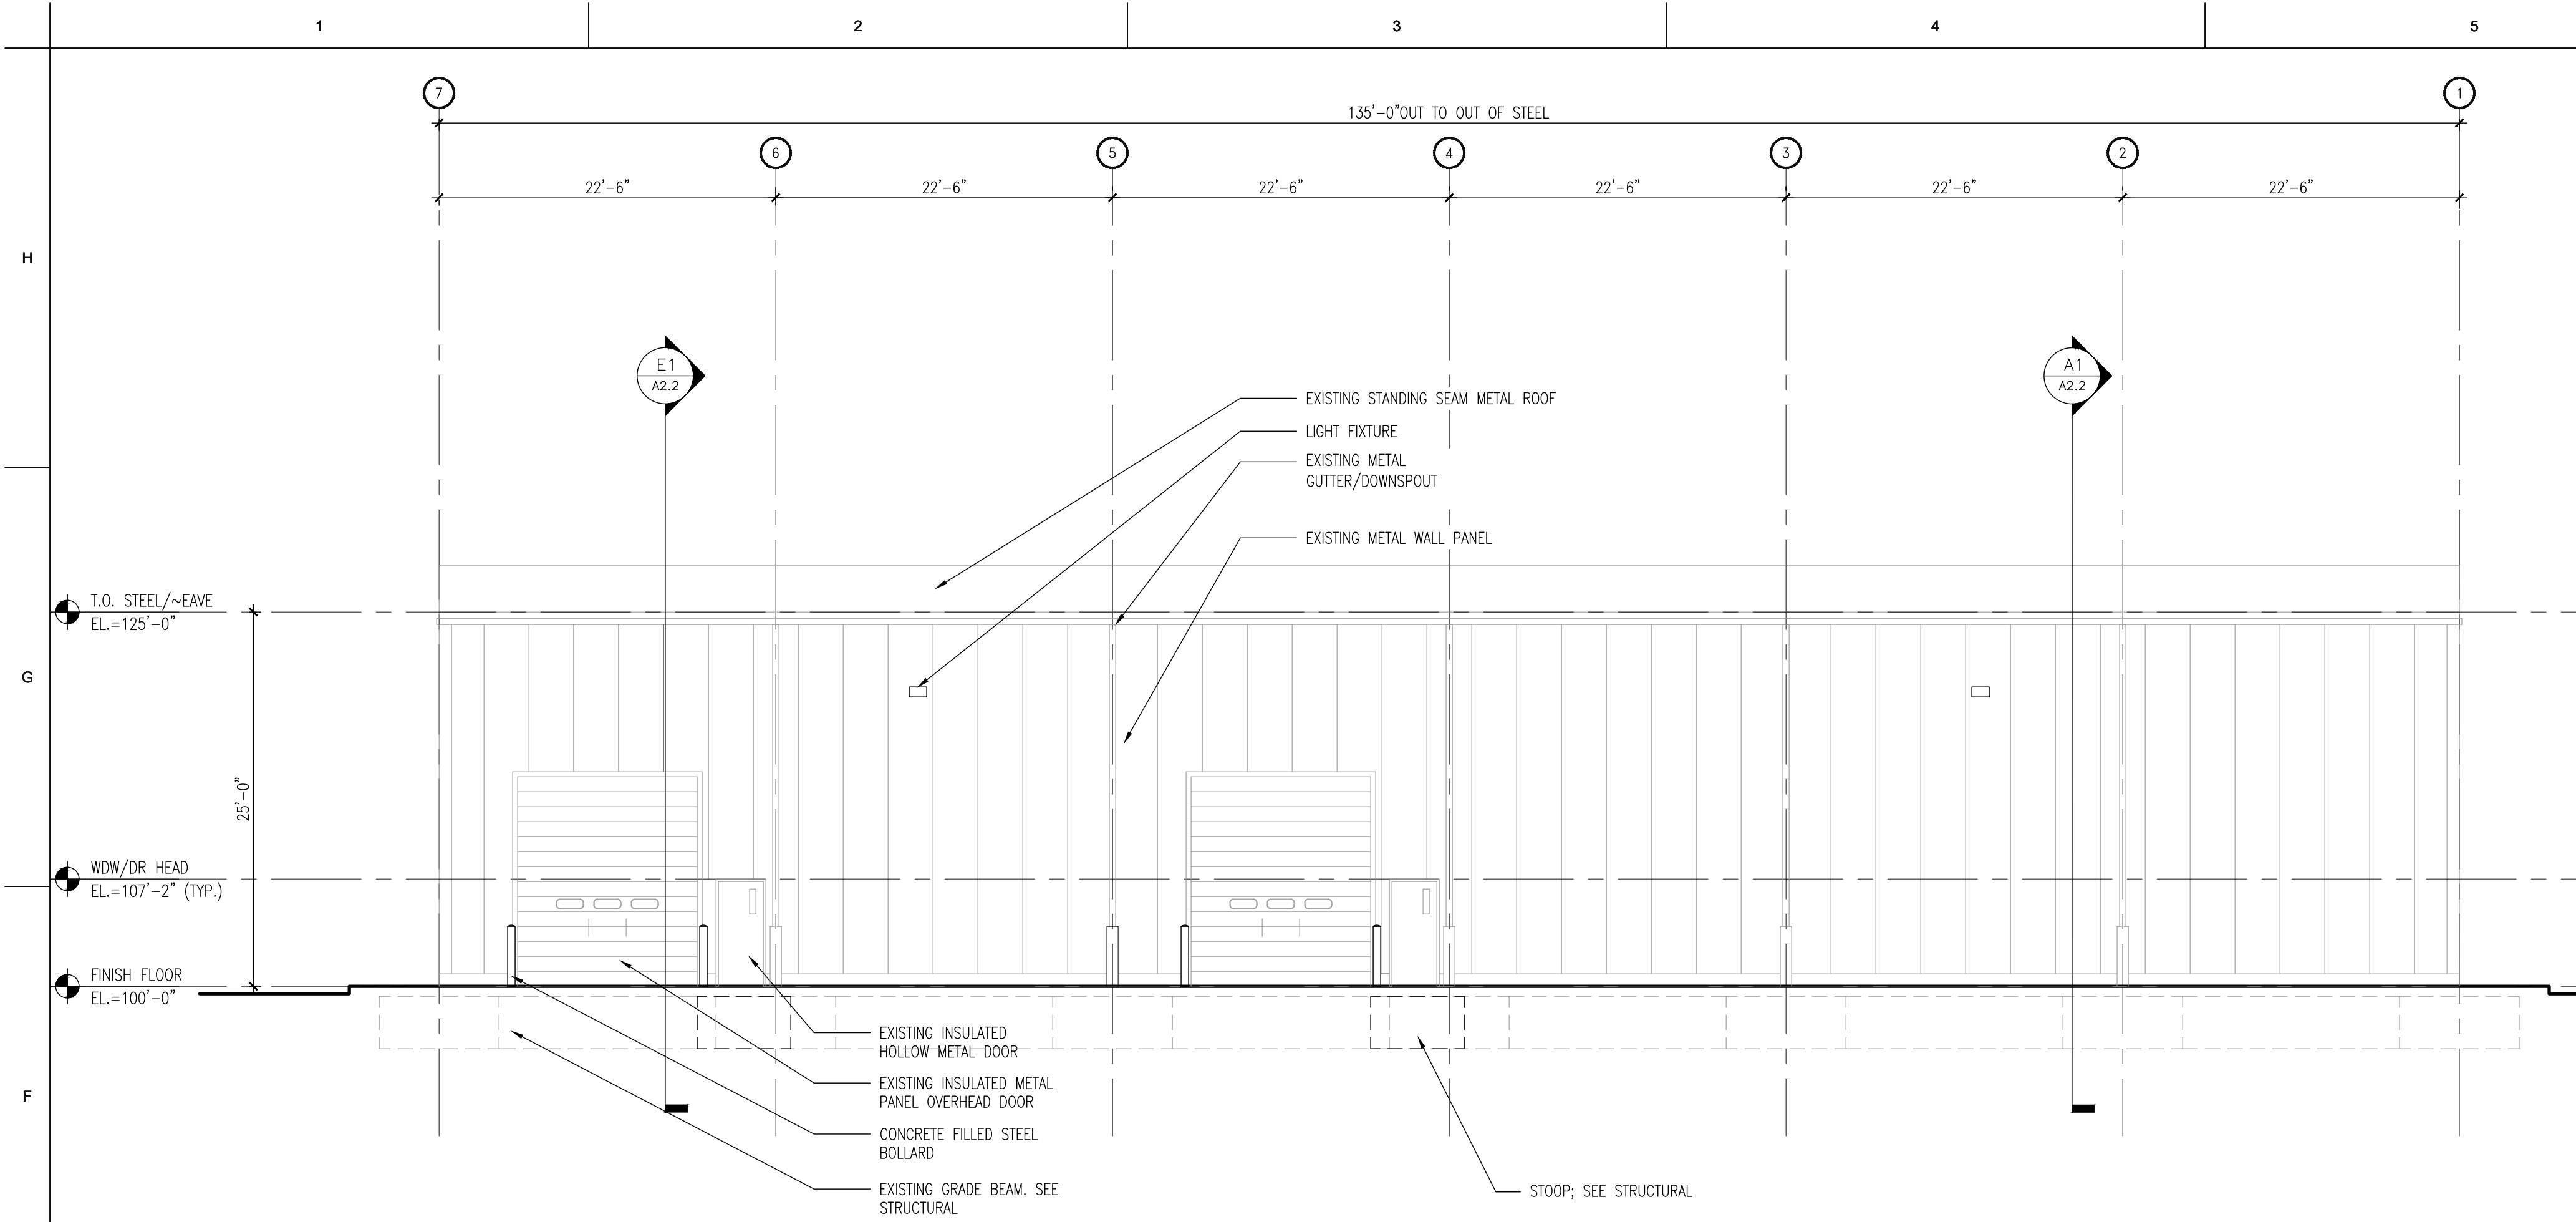 1
2
3
4
5
7
135'-0"OUT TO OUT OF STEEL
1
6
5
4
3
2
22'-6"
22'-6"
22'-6"
22'-6"
22'-6"
22'-6"
H
E1
A2.2
A1
A2.2
EXISTING STANDING SEAM METAL ROOF
LIGHT FIXTURE
EXISTING METAL
GUTTER/DOWNSPOUT
EXISTING METAL WALL PANEL
T.O. STEEL/~EAVE
EL.=125'-0"
G
25'-0"
WDW/DR HEAD
EL.=107'-2" (TYP.)
FINISH FLOOR
EL.=100'-0"
EXISTING INSULATED
HOLLOW METAL DOOR
EXISTING INSULATED METAL
PANEL OVERHEAD DOOR
F
CONCRETE FILLED STEEL
BOLLARD
EXISTING GRADE BEAM. SEE
STRUCTURAL
STOOP; SEE STRUCTURAL